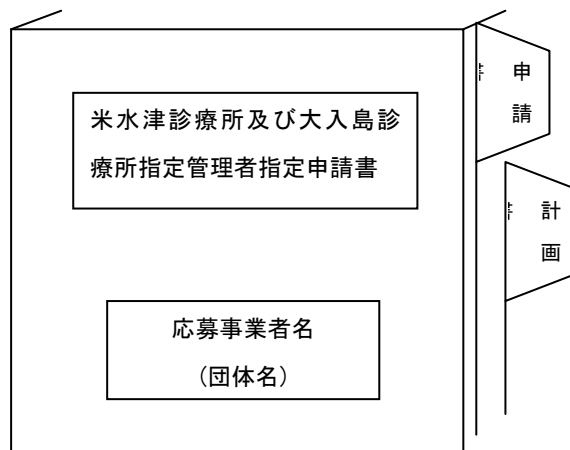 米水津診療所及び大入島診
療所指定管理者指定申請書
応募事業者名
(団体名)
申請
計画